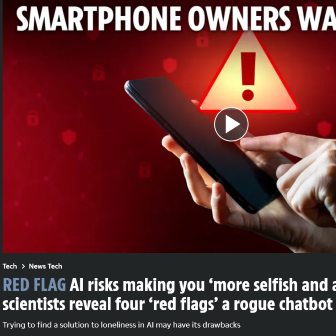 SMARTPHONE OWNERS WA
Tech > News Tech
RED FLAG AI risks making you ‘more selfish and a
scientists reveal four ‘red flags’ a rogue chatbot
Trying to find a solution to loneliness in AI may have its drawbacks